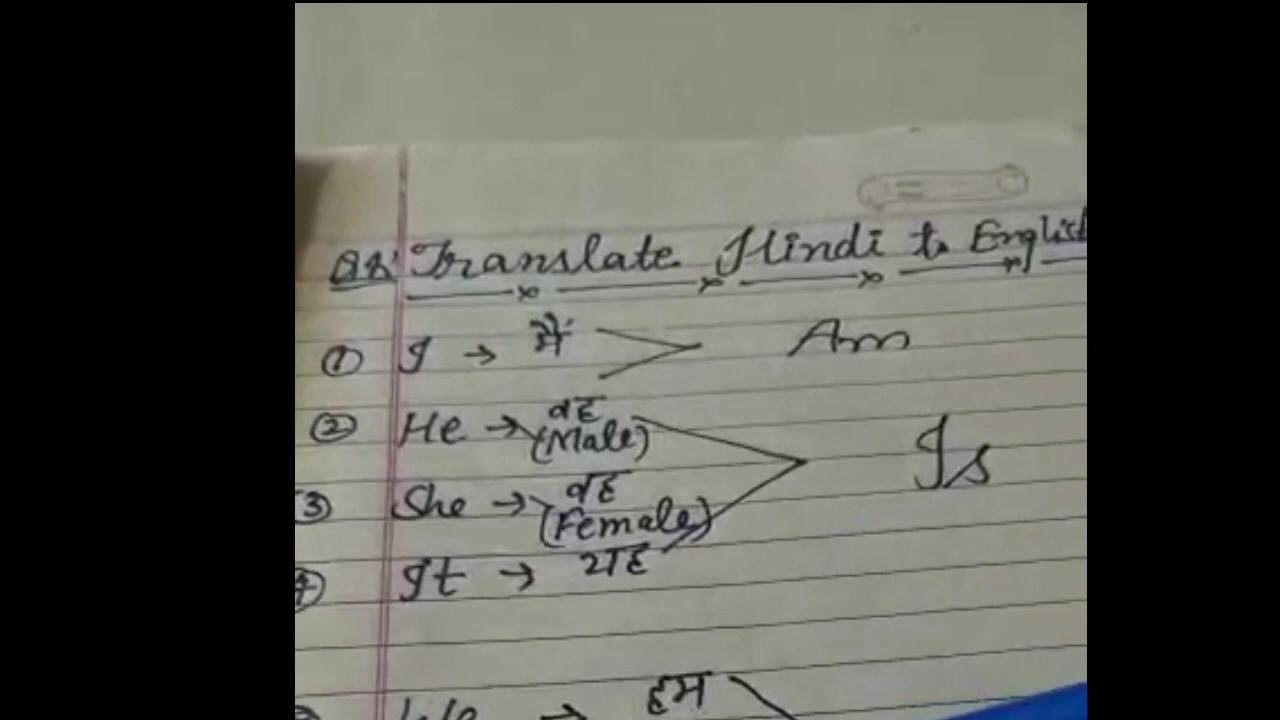 Translate Hindi to English
① I → मैं Am
② He → वह (Male)
③ She → वह (Female) Is
④ It → यह
We → हम